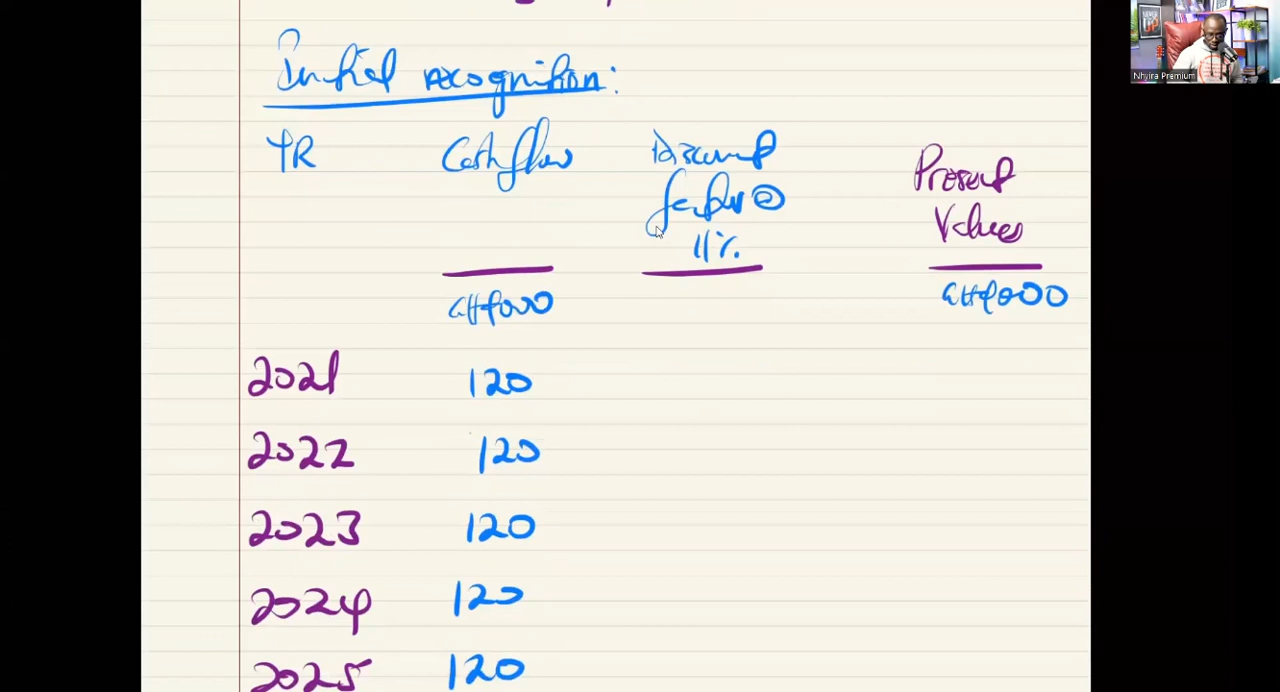 Initial recognition:
YR Cashflow Discount Present
factor @ Values
11%
GH¢000 GH¢000
2021 120
2022 120
2023 120
2024 120
2025 120
Nhyira Premium